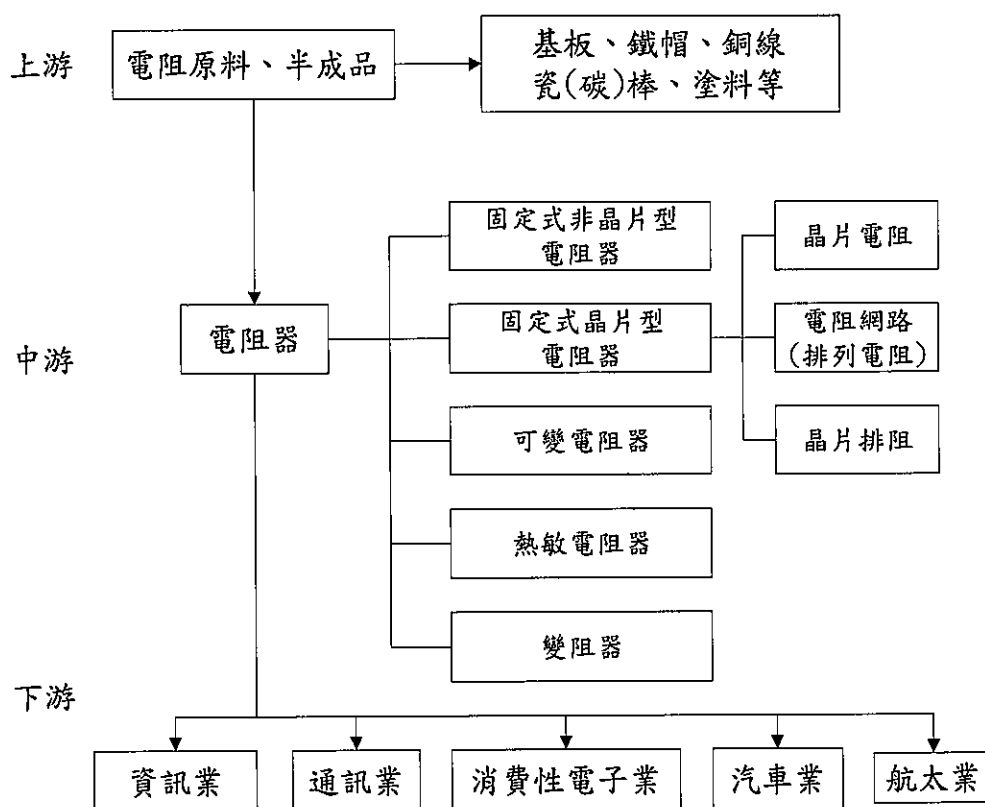 上游
電阻原料、半成品
基板、鐵帽、銅線
瓷(碳)棒、塗料等
中游
電阻器
固定式非晶片型
電阻器
固定式晶片型
電阻器
可變電阻器
熱敏電阻器
變阻器
晶片電阻
電阻網路
(排列電阻)
晶片排阻
下游
資訊業
通訊業
消費性電子業
汽車業
航太業